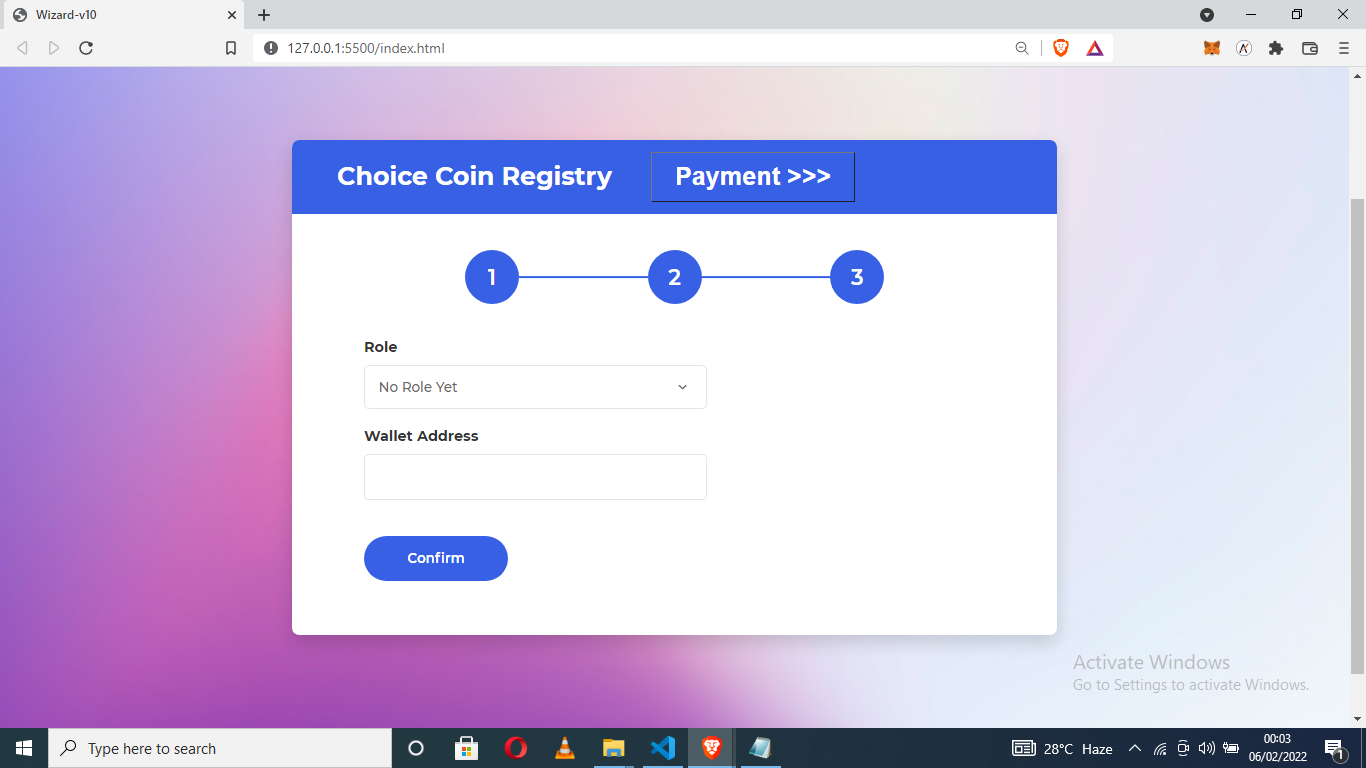 Wizard-v10
127.0.0.1:5500/index.html
Choice Coin Registry
Payment >>>
1
2
3
Role
No Role Yet
Wallet Address
Confirm
Activate Windows
Go to Settings to activate Windows.
Type here to search
28°C Haze
00:03
06/02/2022
1